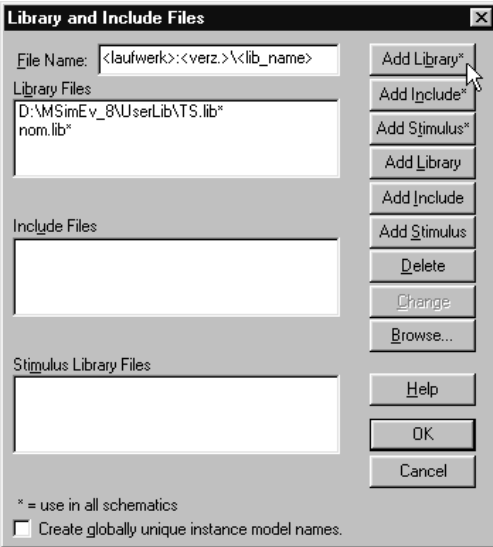 Library and Include Files
File Name: <laufwerk>:<verz.>\<lib_name>
Add Library*
Library Files
D:\MSimEv_8\UserLib\TS.lib*
nom.lib*
Add Include*
Add Stimulus*
Add Library
Add Include
Include Files
Add Stimulus
Delete
Change
Browse...
Stimulus Library Files
Help
OK
Cancel
* = use in all schematics
Create globally unique instance model names.